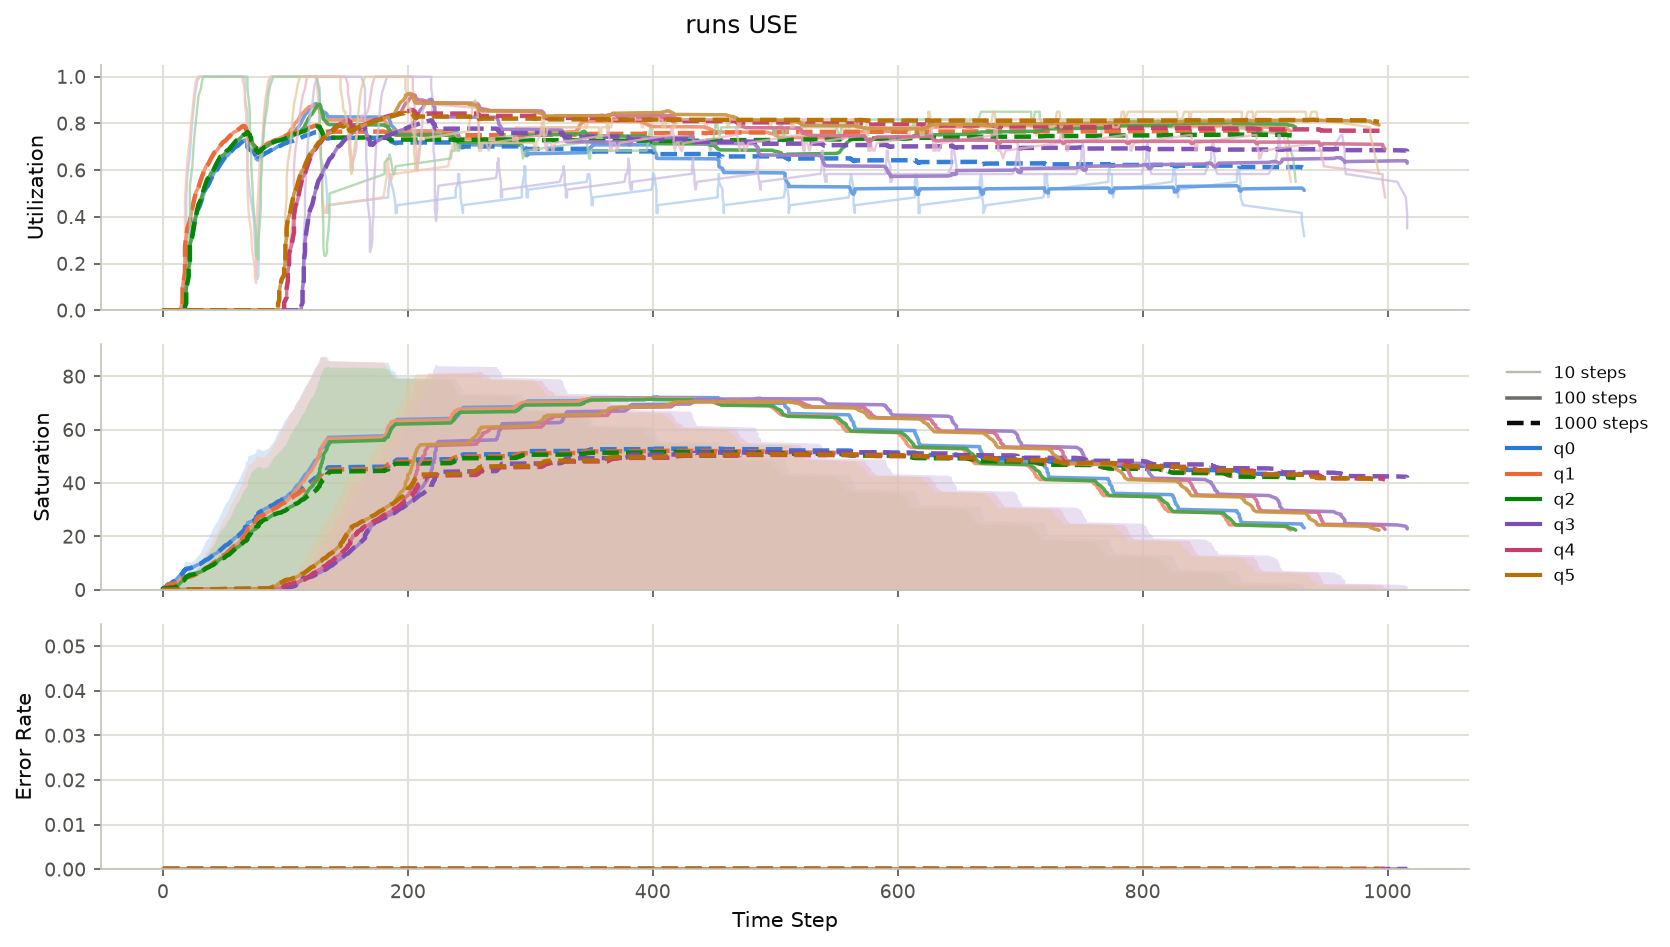 runs USE
1.0
0.8
0.6
0.4
0.2
0.0
Utilization
80
60
40
20
0
Saturation
10 steps
100 steps
1000 steps
q0
q1
q2
q3
q4
q5
0.05
0.04
0.03
0.02
0.01
0.00
Error Rate
0 200 400 600 800 1000
Time Step